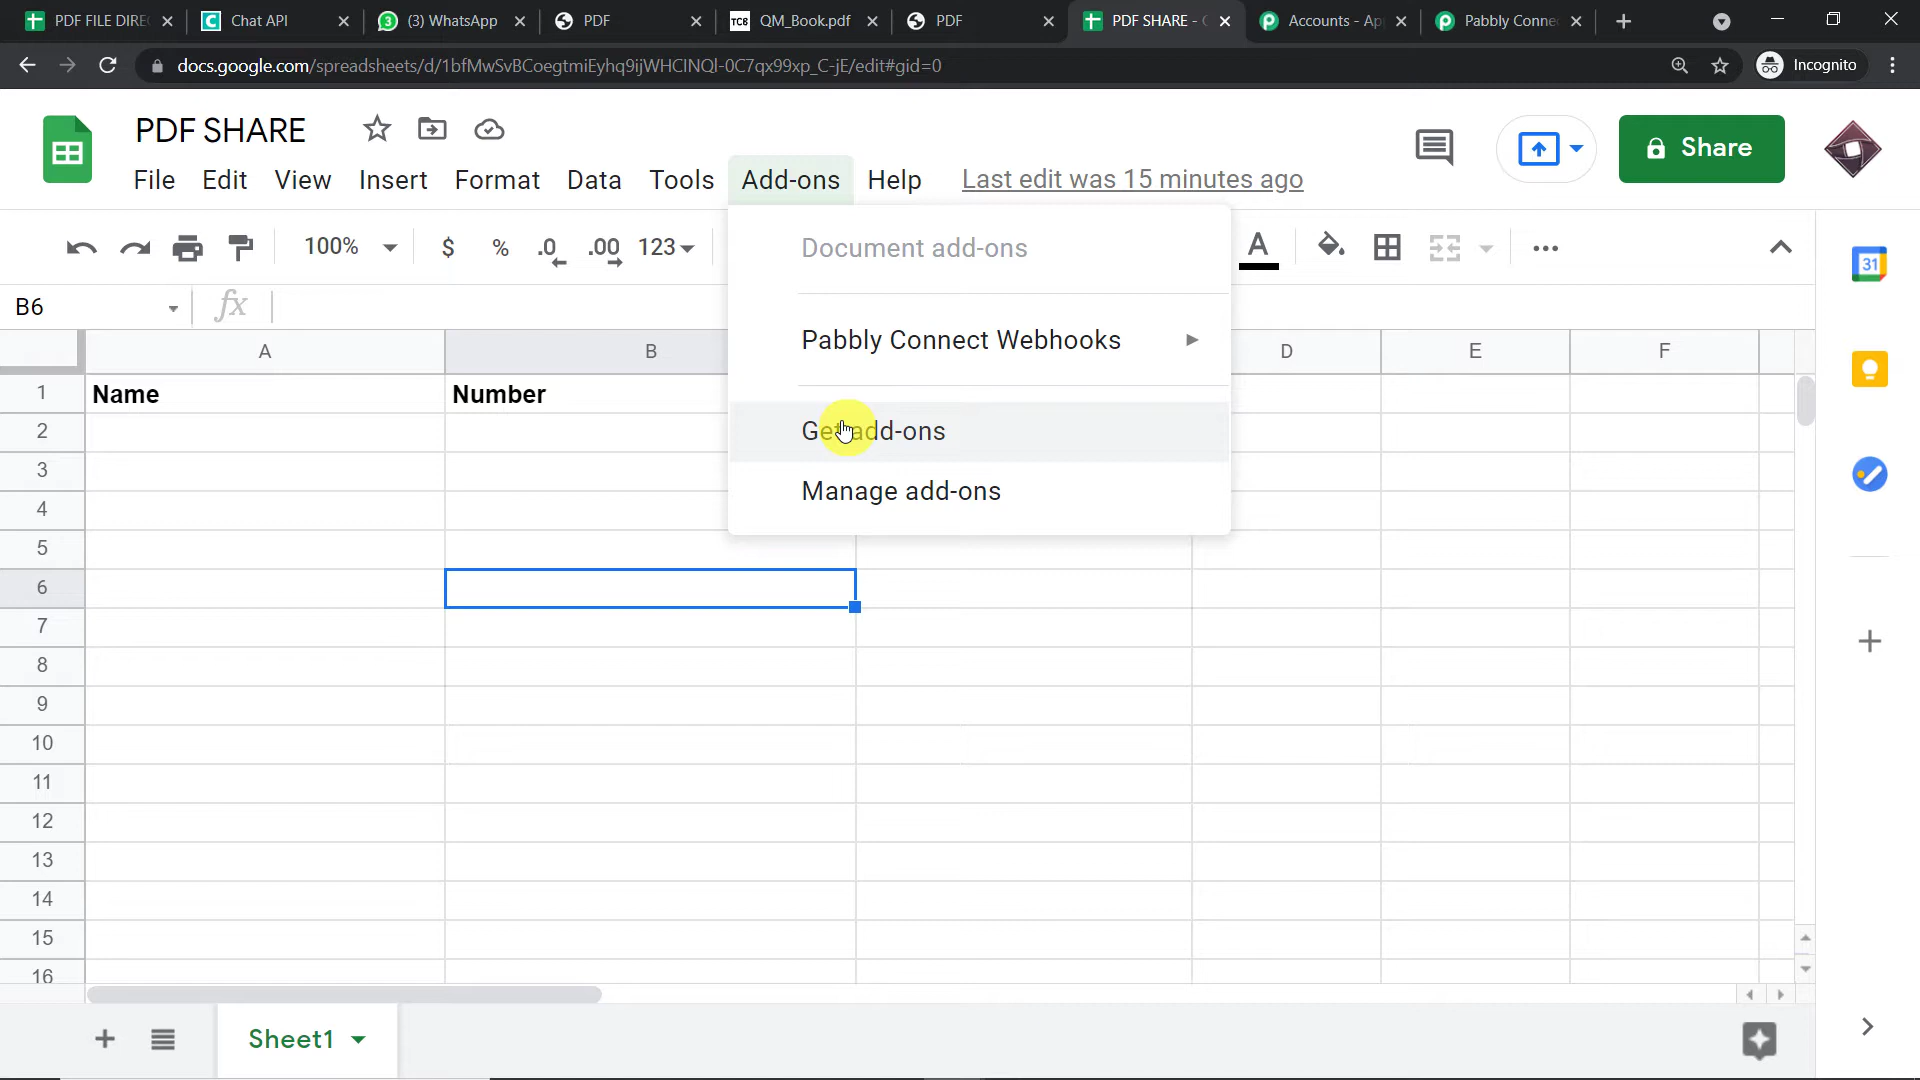 PDF FILE DIRE
Chat API
(3) WhatsApp
PDF
TCB
QM_Book.pdf
PDF
PDF SHARE -
Accounts - Ap
Pabbly Conne
docs.google.com/spreadsheets/d/1bfMwSvBCoegtmiEyhq9ijWHCINQI-0C7qx99xp_C-jE/edit#gid=0
Incognito
PDF SHARE
File Edit View Insert Format Data Tools Add-ons Help Last edit was 15 minutes ago
Share
100% $ % .0 .00 123
A
31
Document add-ons
Pabbly Connect Webhooks
Get add-ons
Manage add-ons
B6
fx
A B D E F
1 Name Number
2
3
4
5
6
7
8
9
10
11
12
13
14
15
16
Sheet1